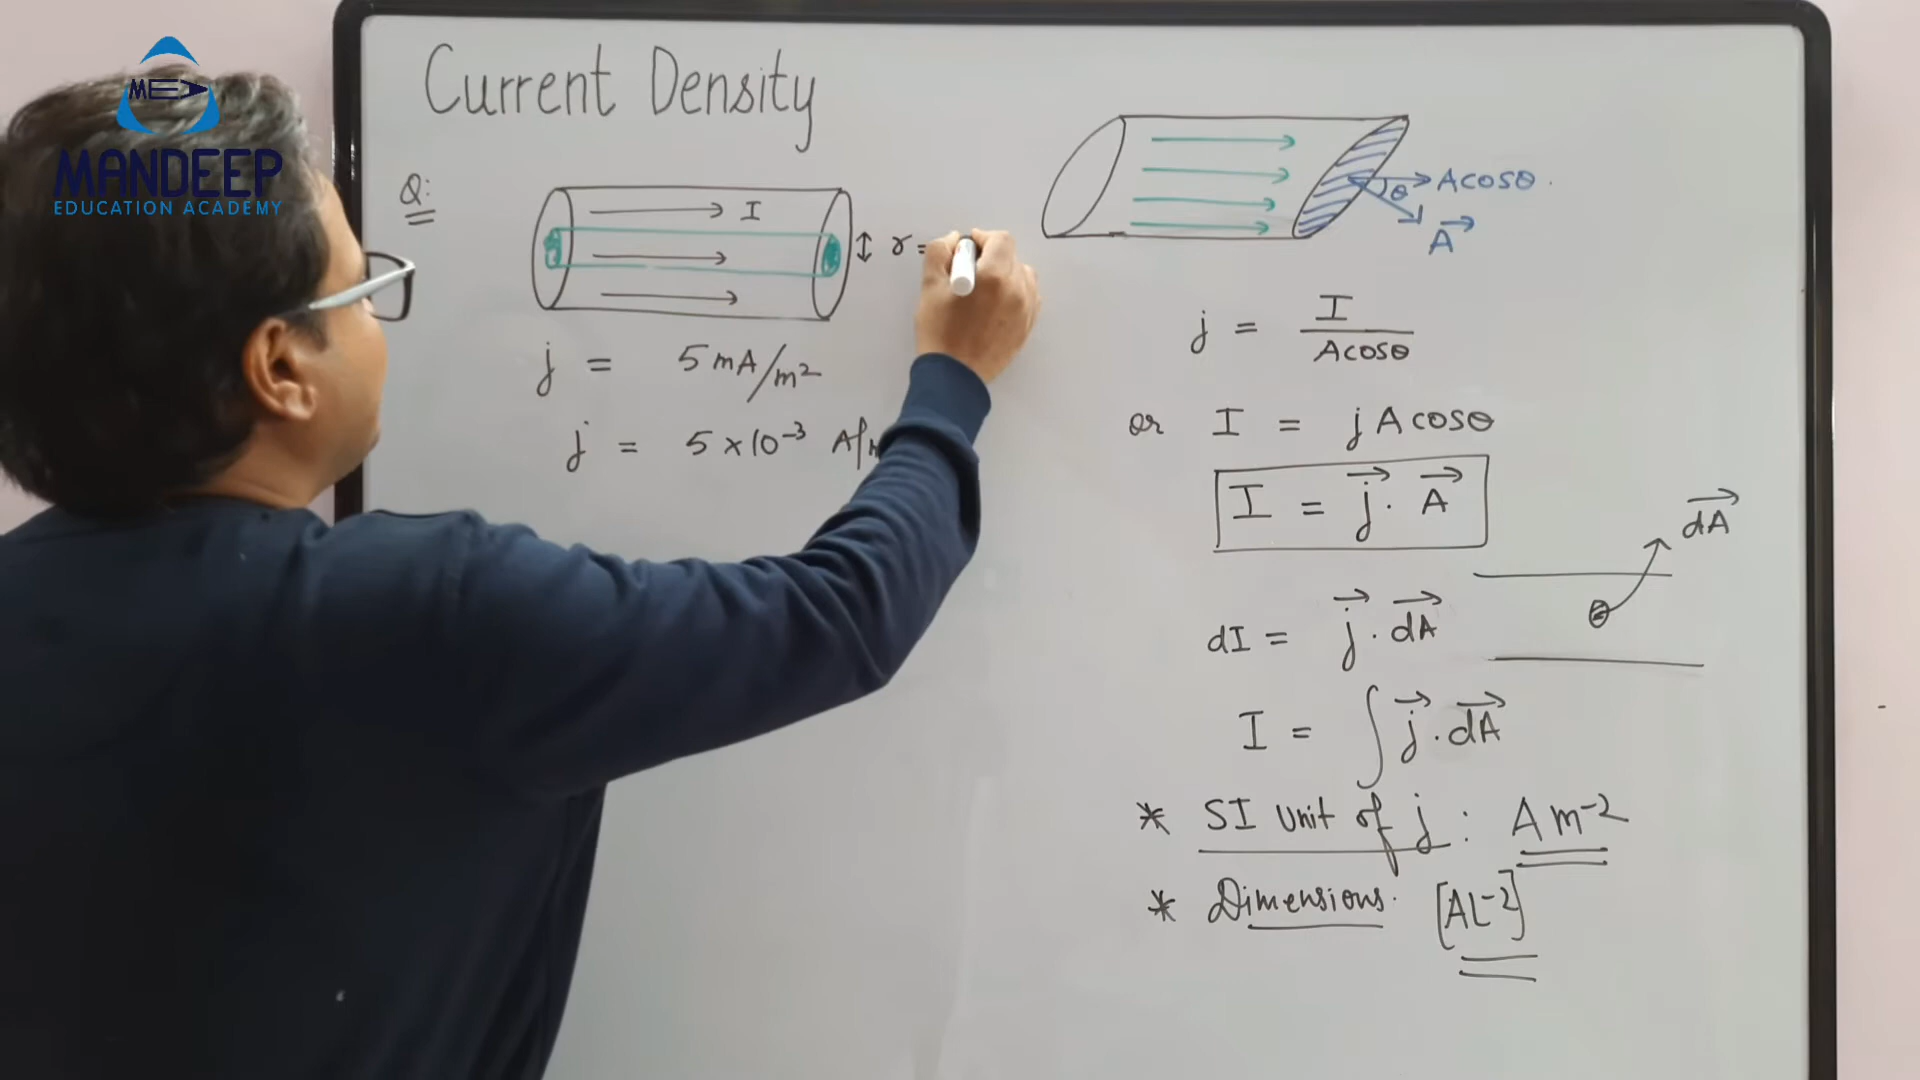 MEA
MANDEEP
EDUCATION ACADEMY
Current Density
Q:
I
r =
j = 5 mA/m²
j = 5 × 10⁻³ A/
θ
A cosθ
A⃗
j = I / A cosθ
or I = j A cosθ
I = j⃗ · A⃗
dA⃗
dI = j⃗ · dA⃗
I = ∫ j⃗ · dA⃗
* SI Unit of j : A m⁻²
* Dimensions. [AL⁻²]